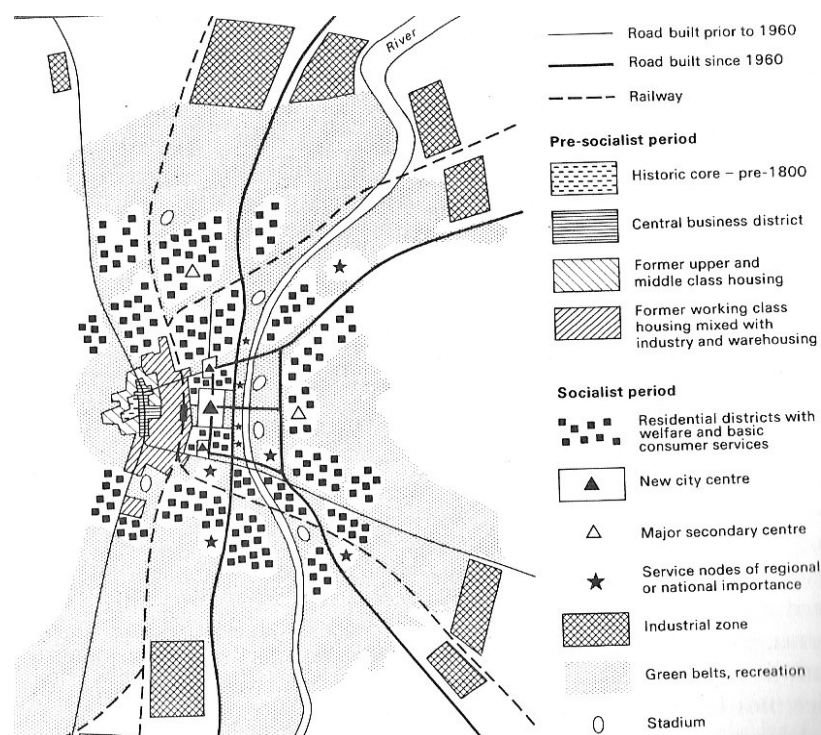 River
Road built prior to 1960
Road built since 1960
Railway
Pre-socialist period
Historic core – pre-1800
Central business district
Former upper and
middle class housing
Former working class
housing mixed with
industry and warehousing
Socialist period
Residential districts with
welfare and basic
consumer services
New city centre
Major secondary centre
Service nodes of regional
or national importance
Industrial zone
Green belts, recreation
Stadium